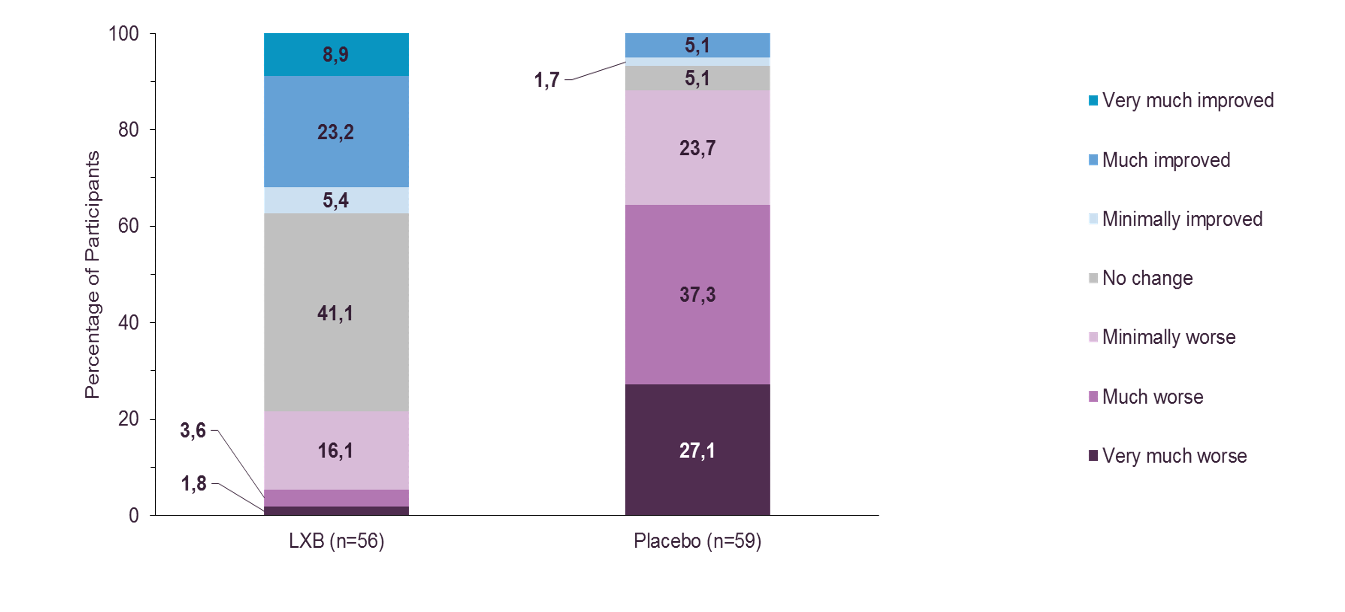 Percentage of Participants
100
80
60
40
20
0
8,9
23,2
5,4
41,1
16,1
3,6
1,8
LXB (n=56)
5,1
1,7
5,1
23,7
37,3
27,1
Placebo (n=59)
Very much improved
Much improved
Minimally improved
No change
Minimally worse
Much worse
Very much worse